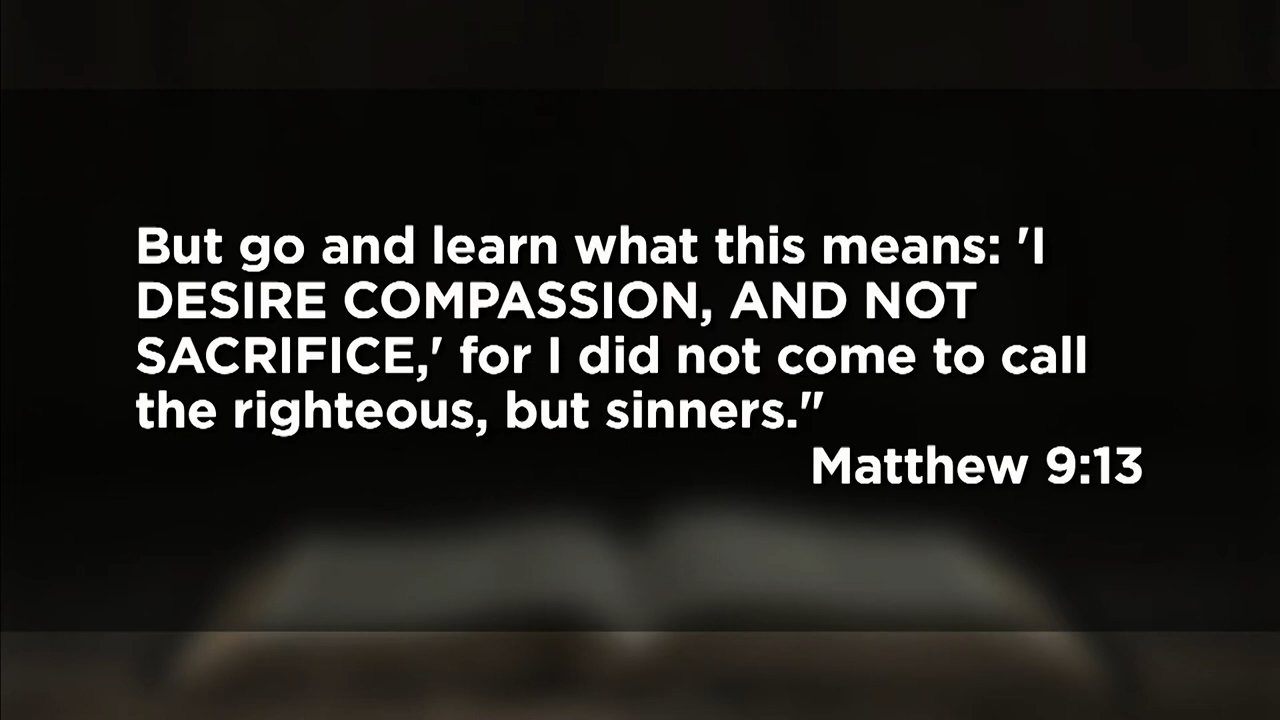 But go and learn what this means: 'I
DESIRE COMPASSION, AND NOT
SACRIFICE,' for I did not come to call
the righteous, but sinners."
Matthew 9:13